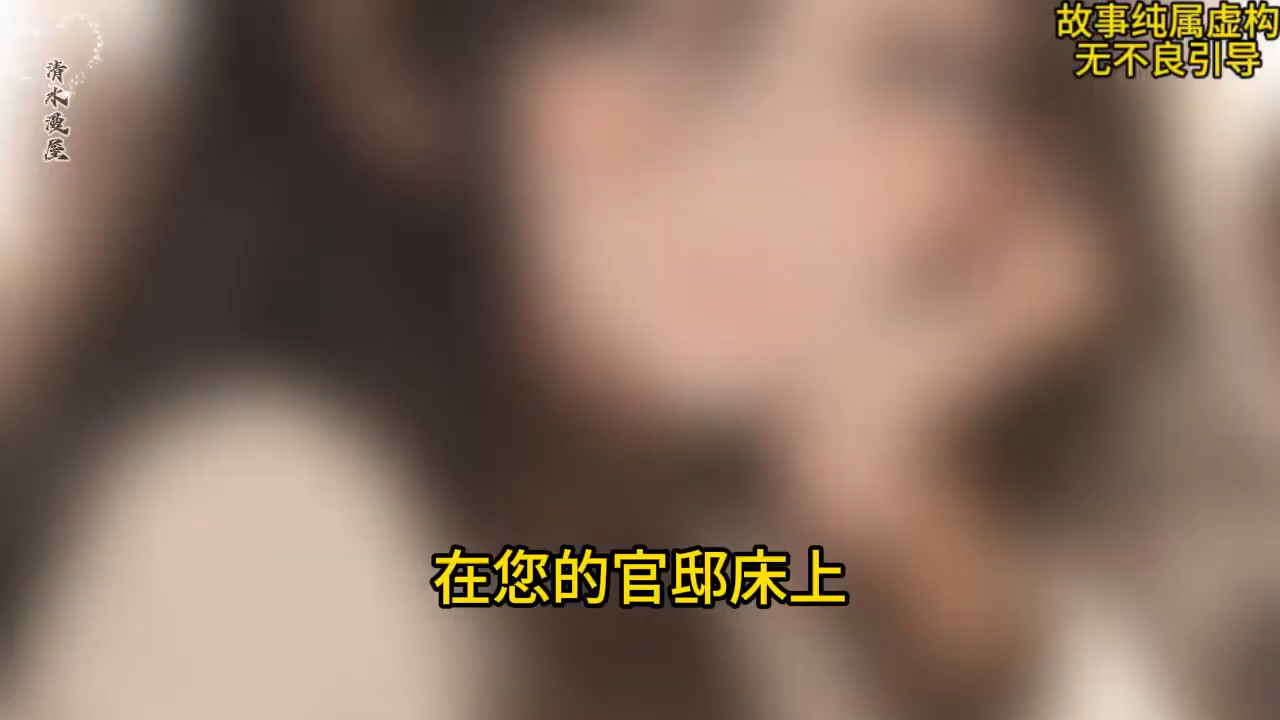 故事纯属虚构
无不良引导
清水漫屋
在您的官邸床上